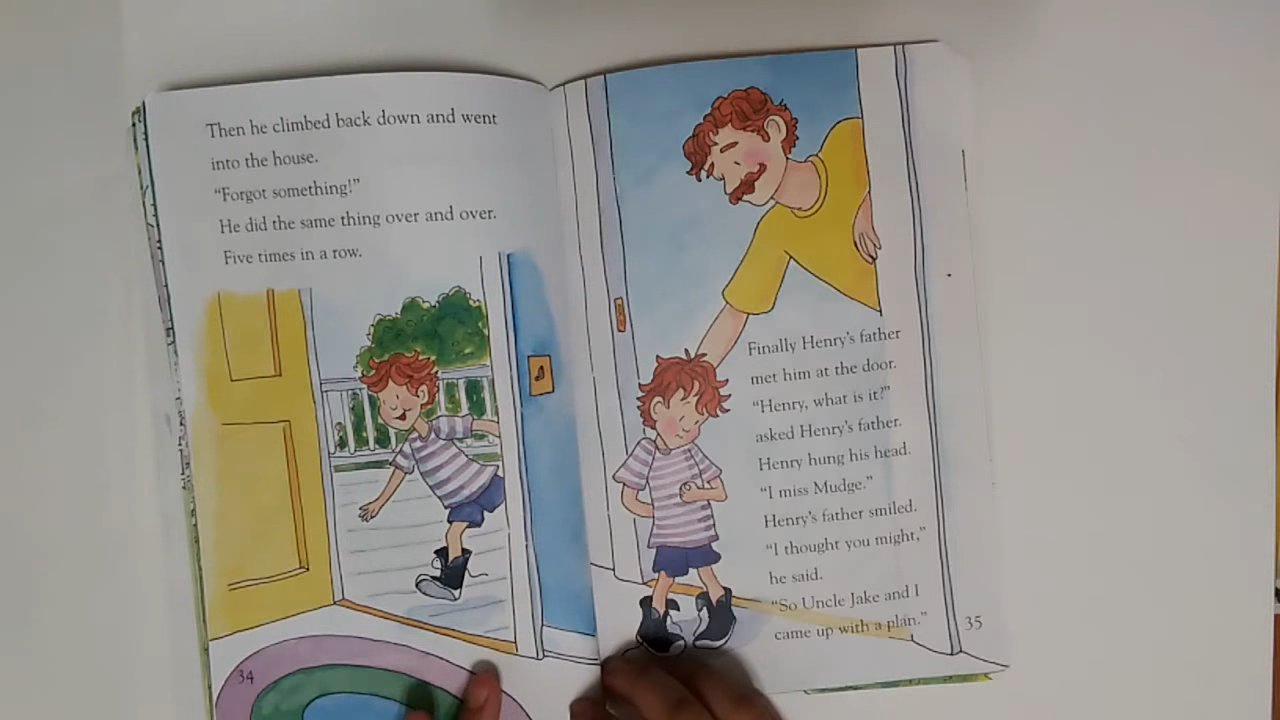 Then he climbed back down and went
into the house.
“Forgot something!”
He did the same thing over and over.
Five times in a row.
34
Finally Henry’s father
met him at the door.
“Henry, what is it?”
asked Henry’s father.
Henry hung his head.
“I miss Mudge.”
Henry’s father smiled.
“I thought you might,”
he said.
“So Uncle Jake and I
came up with a plan.”
35